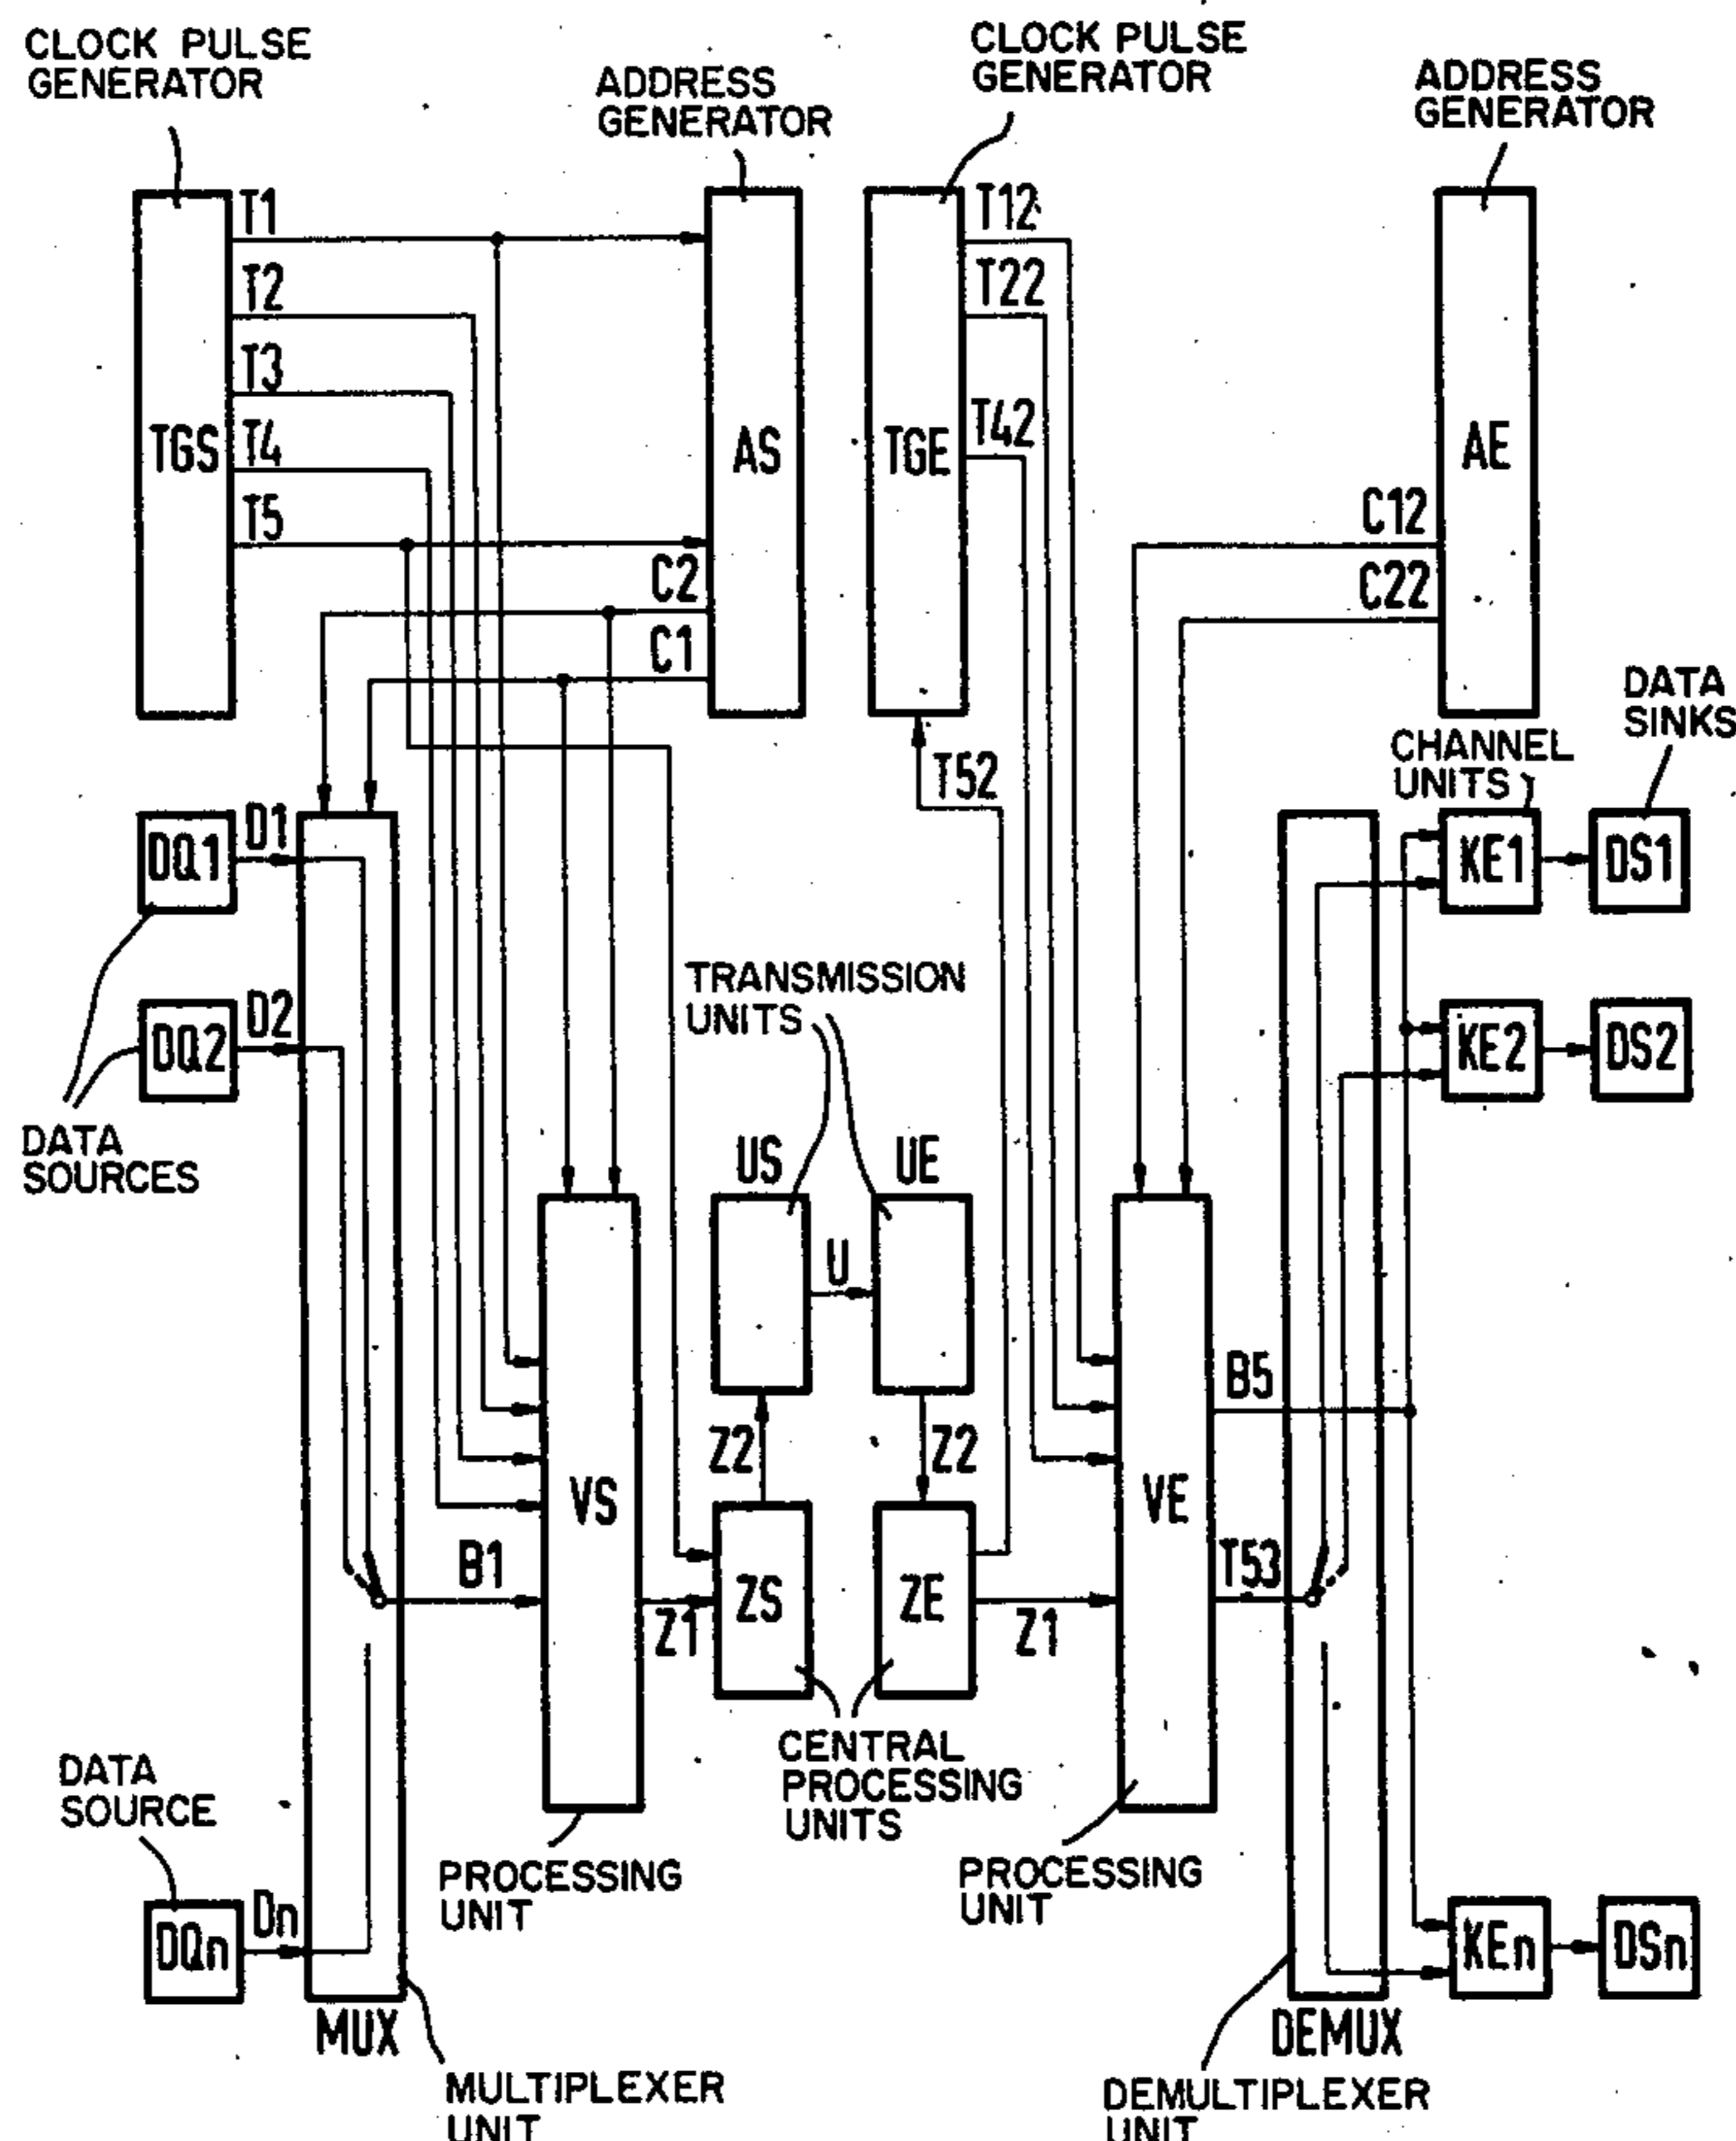 CLOCK PULSE
GENERATOR
ADDRESS
GENERATOR
CLOCK PULSE
GENERATOR
ADDRESS
GENERATOR
T1
T2
T3
T4
T5
TGS
AS
C2
C1
T12
T22
T42
TGE
T52
AE
C12
C22
DATA
SINKS
CHANNEL
UNITS
DQ1
D1
DQ2
D2
DATA
SOURCES
KE1
DS1
KE2
DS2
TRANSMISSION
UNITS
US
UE
U
Z2
Z2
VS
B1
Z1
ZS
ZE
Z1
VE
B5
T53
CENTRAL
PROCESSING
UNITS
DATA
SOURCE
DQn
Dn
PROCESSING
UNIT
PROCESSING
UNIT
KEn
DSn
MUX
MULTIPLEXER
UNIT
DEMUX
DEMULTIPLEXER
UNIT